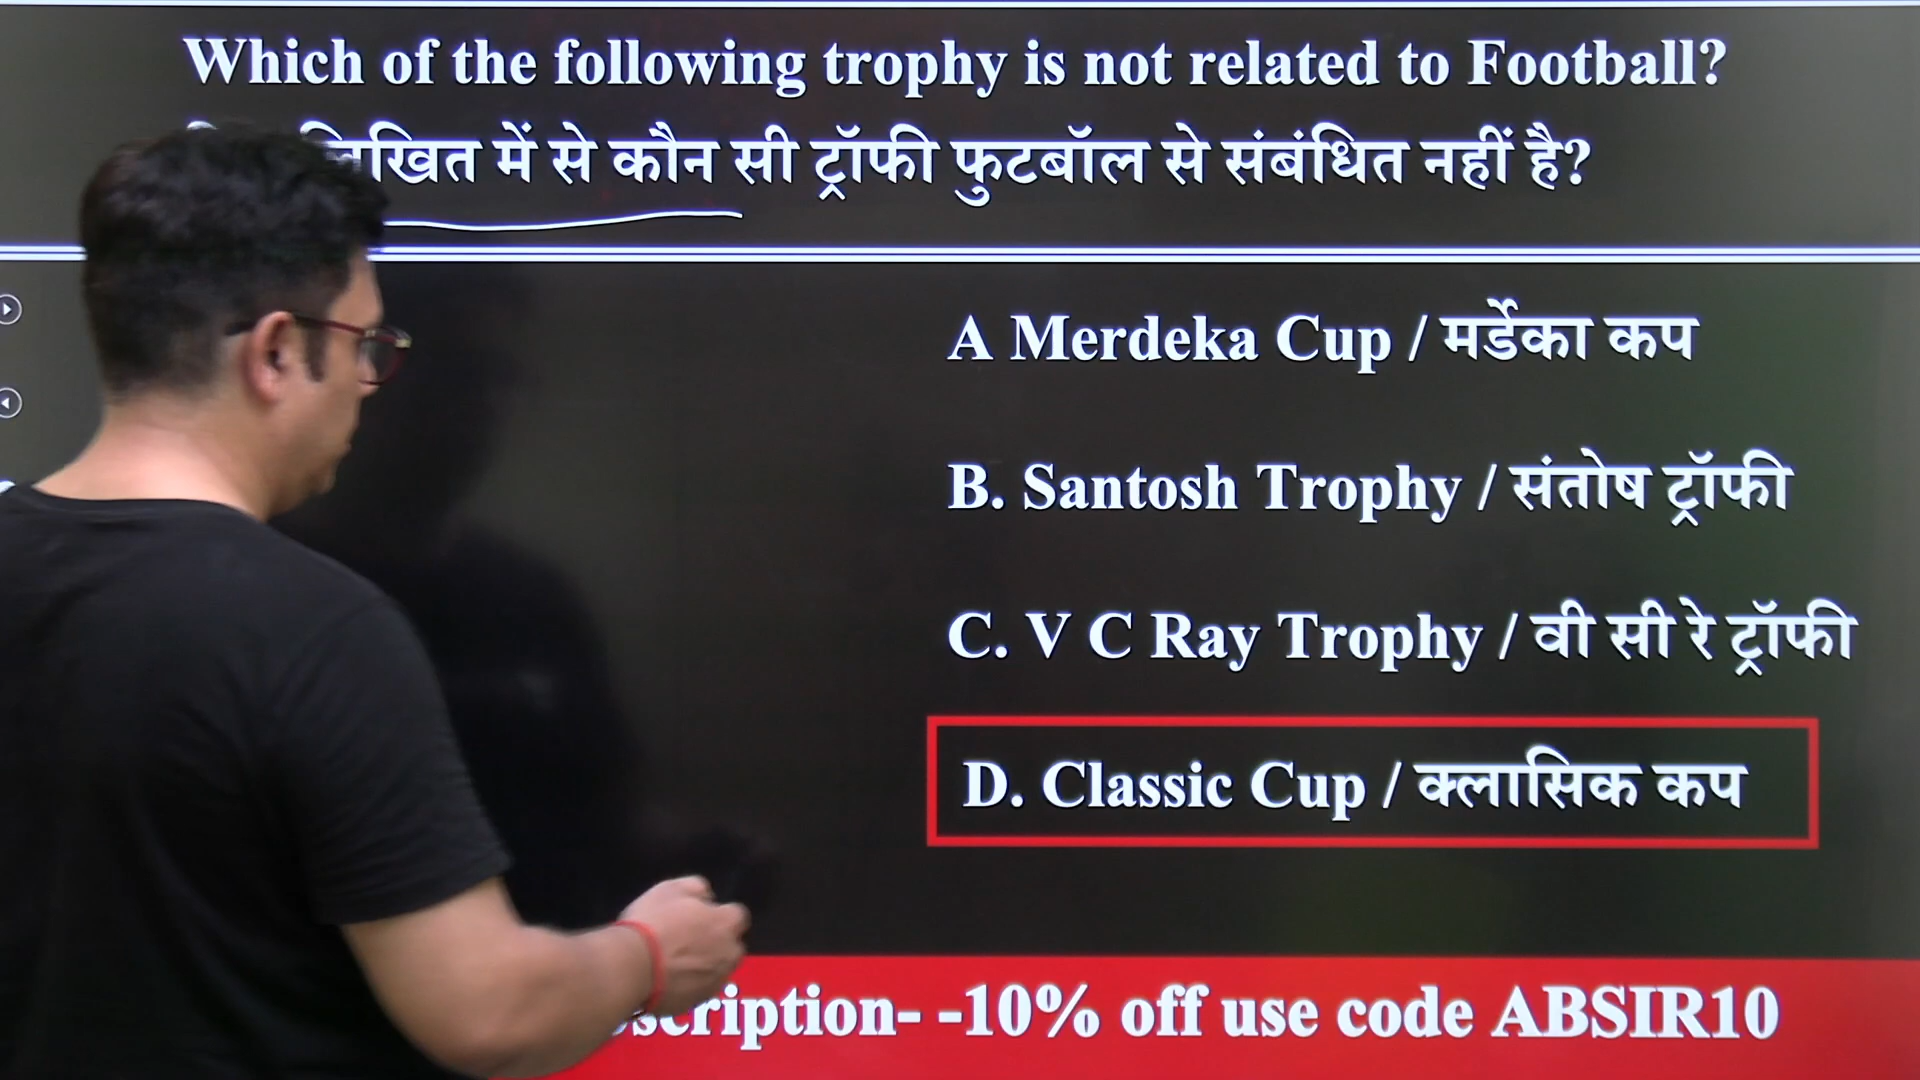 Which of the following trophy is not related to Football?
में से कौन सी ट्रॉफी फुटबॉल से संबंधित नहीं है?
A Merdeka Cup / मर्डेका कप
B. Santosh Trophy / संतोष ट्रॉफी
C. V C Ray Trophy / वी सी रे ट्रॉफी
D. Classic Cup / क्लासिक कप
-10% off use code ABSIR10